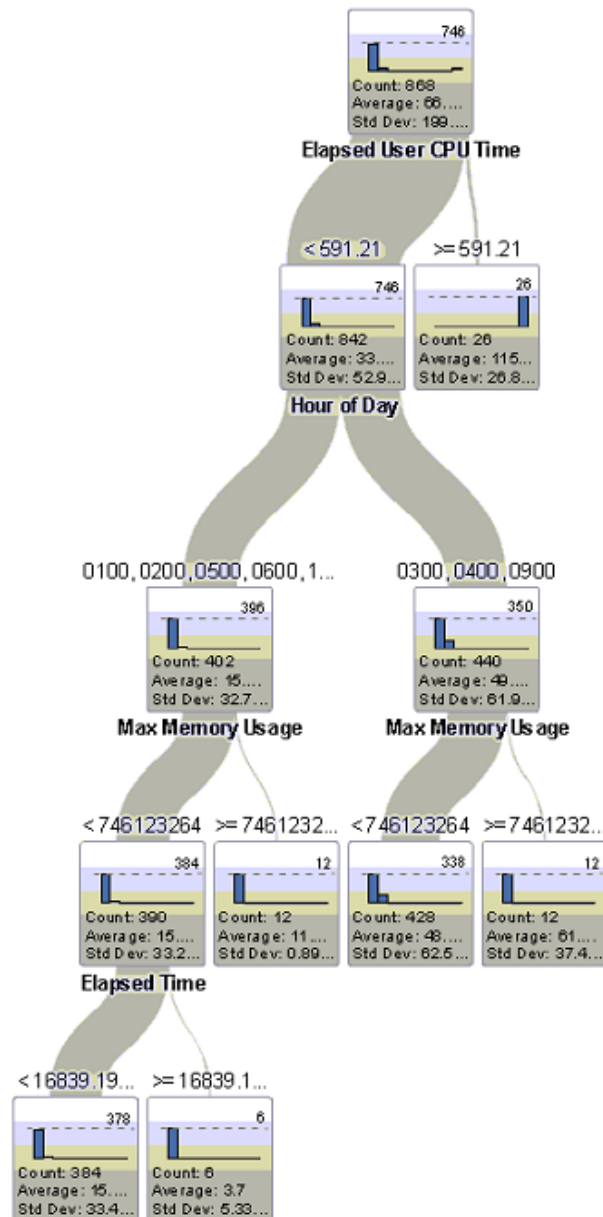 746
Count: 868
Average: 66....
Std Dev: 199....
Elapsed User CPU Time
<591.21
>=591.21
746
Count: 842
Average: 33....
Std Dev: 52.9...
26
Count: 26
Average: 115...
Std Dev: 26.8...
Hour of Day
0100,0200,0500,0600,1...
0300,0400,0900
396
Count: 402
Average: 15....
Std Dev: 32.7...
350
Count: 440
Average: 49....
Std Dev: 61.9...
Max Memory Usage
Max Memory Usage
<746123264
>=7461232...
<746123264
>=7461232...
384
Count: 390
Average: 15....
Std Dev: 33.2...
12
Count: 12
Average: 11....
Std Dev: 0.89...
338
Count: 428
Average: 48....
Std Dev: 62.5...
12
Count: 12
Average: 61....
Std Dev: 37.4...
Elapsed Time
<16839.19...
>=16839.1...
378
Count: 384
Average: 15....
Std Dev: 33.4...
6
Count: 6
Average: 3.7
Std Dev: 5.33...